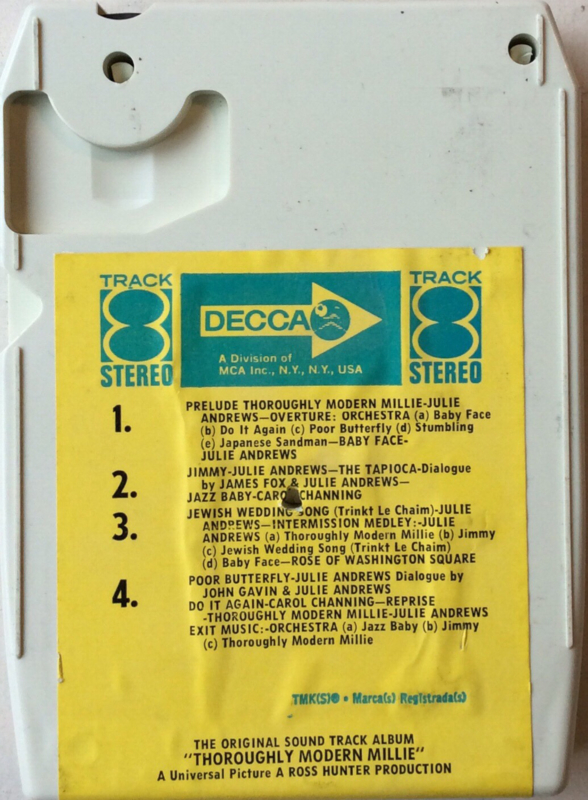 TRACK
8
STEREO
DECCA
A Division of
MCA Inc., N.Y., N.Y., USA
TRACK
8
STEREO
1. PRELUDE THOROUGHLY MODERN MILLIE-JULIE
ANDREWS—OVERTURE: ORCHESTRA (a) Baby Face
(b) Do It Again (c) Poor Butterfly (d) Stumbling
(e) Japanese Sandman—BABY FACE-
JULIE ANDREWS
2. JIMMY-JULIE ANDREWS—THE TAPIOCA-Dialogue
by JAMES FOX & JULIE ANDREWS—
JAZZ BABY-CAROL CHANNING
3. JEWISH WEDDING SONG (Trinkt Le Chaim)-JULIE
ANDREWS—INTERMISSION MEDLEY:-JULIE
ANDREWS (a) Thoroughly Modern Millie (b) Jimmy
(c) Jewish Wedding Song (Trinkt Le Chaim)
(d) Baby Face—ROSE OF WASHINGTON SQUARE
4. POOR BUTTERFLY-JULIE ANDREWS Dialogue by
JOHN GAVIN & JULIE ANDREWS
DO IT AGAIN-CAROL CHANNING—REPRISE
-THOROUGHLY MODERN MILLIE-JULIE ANDREWS
EXIT MUSIC:-ORCHESTRA (a) Jazz Baby (b) Jimmy
(c) Thoroughly Modern Millie
TMK(S)® • Marca(s) Registrada(s)
THE ORIGINAL SOUND TRACK ALBUM
"THOROUGHLY MODERN MILLIE"
A Universal Picture A ROSS HUNTER PRODUCTION